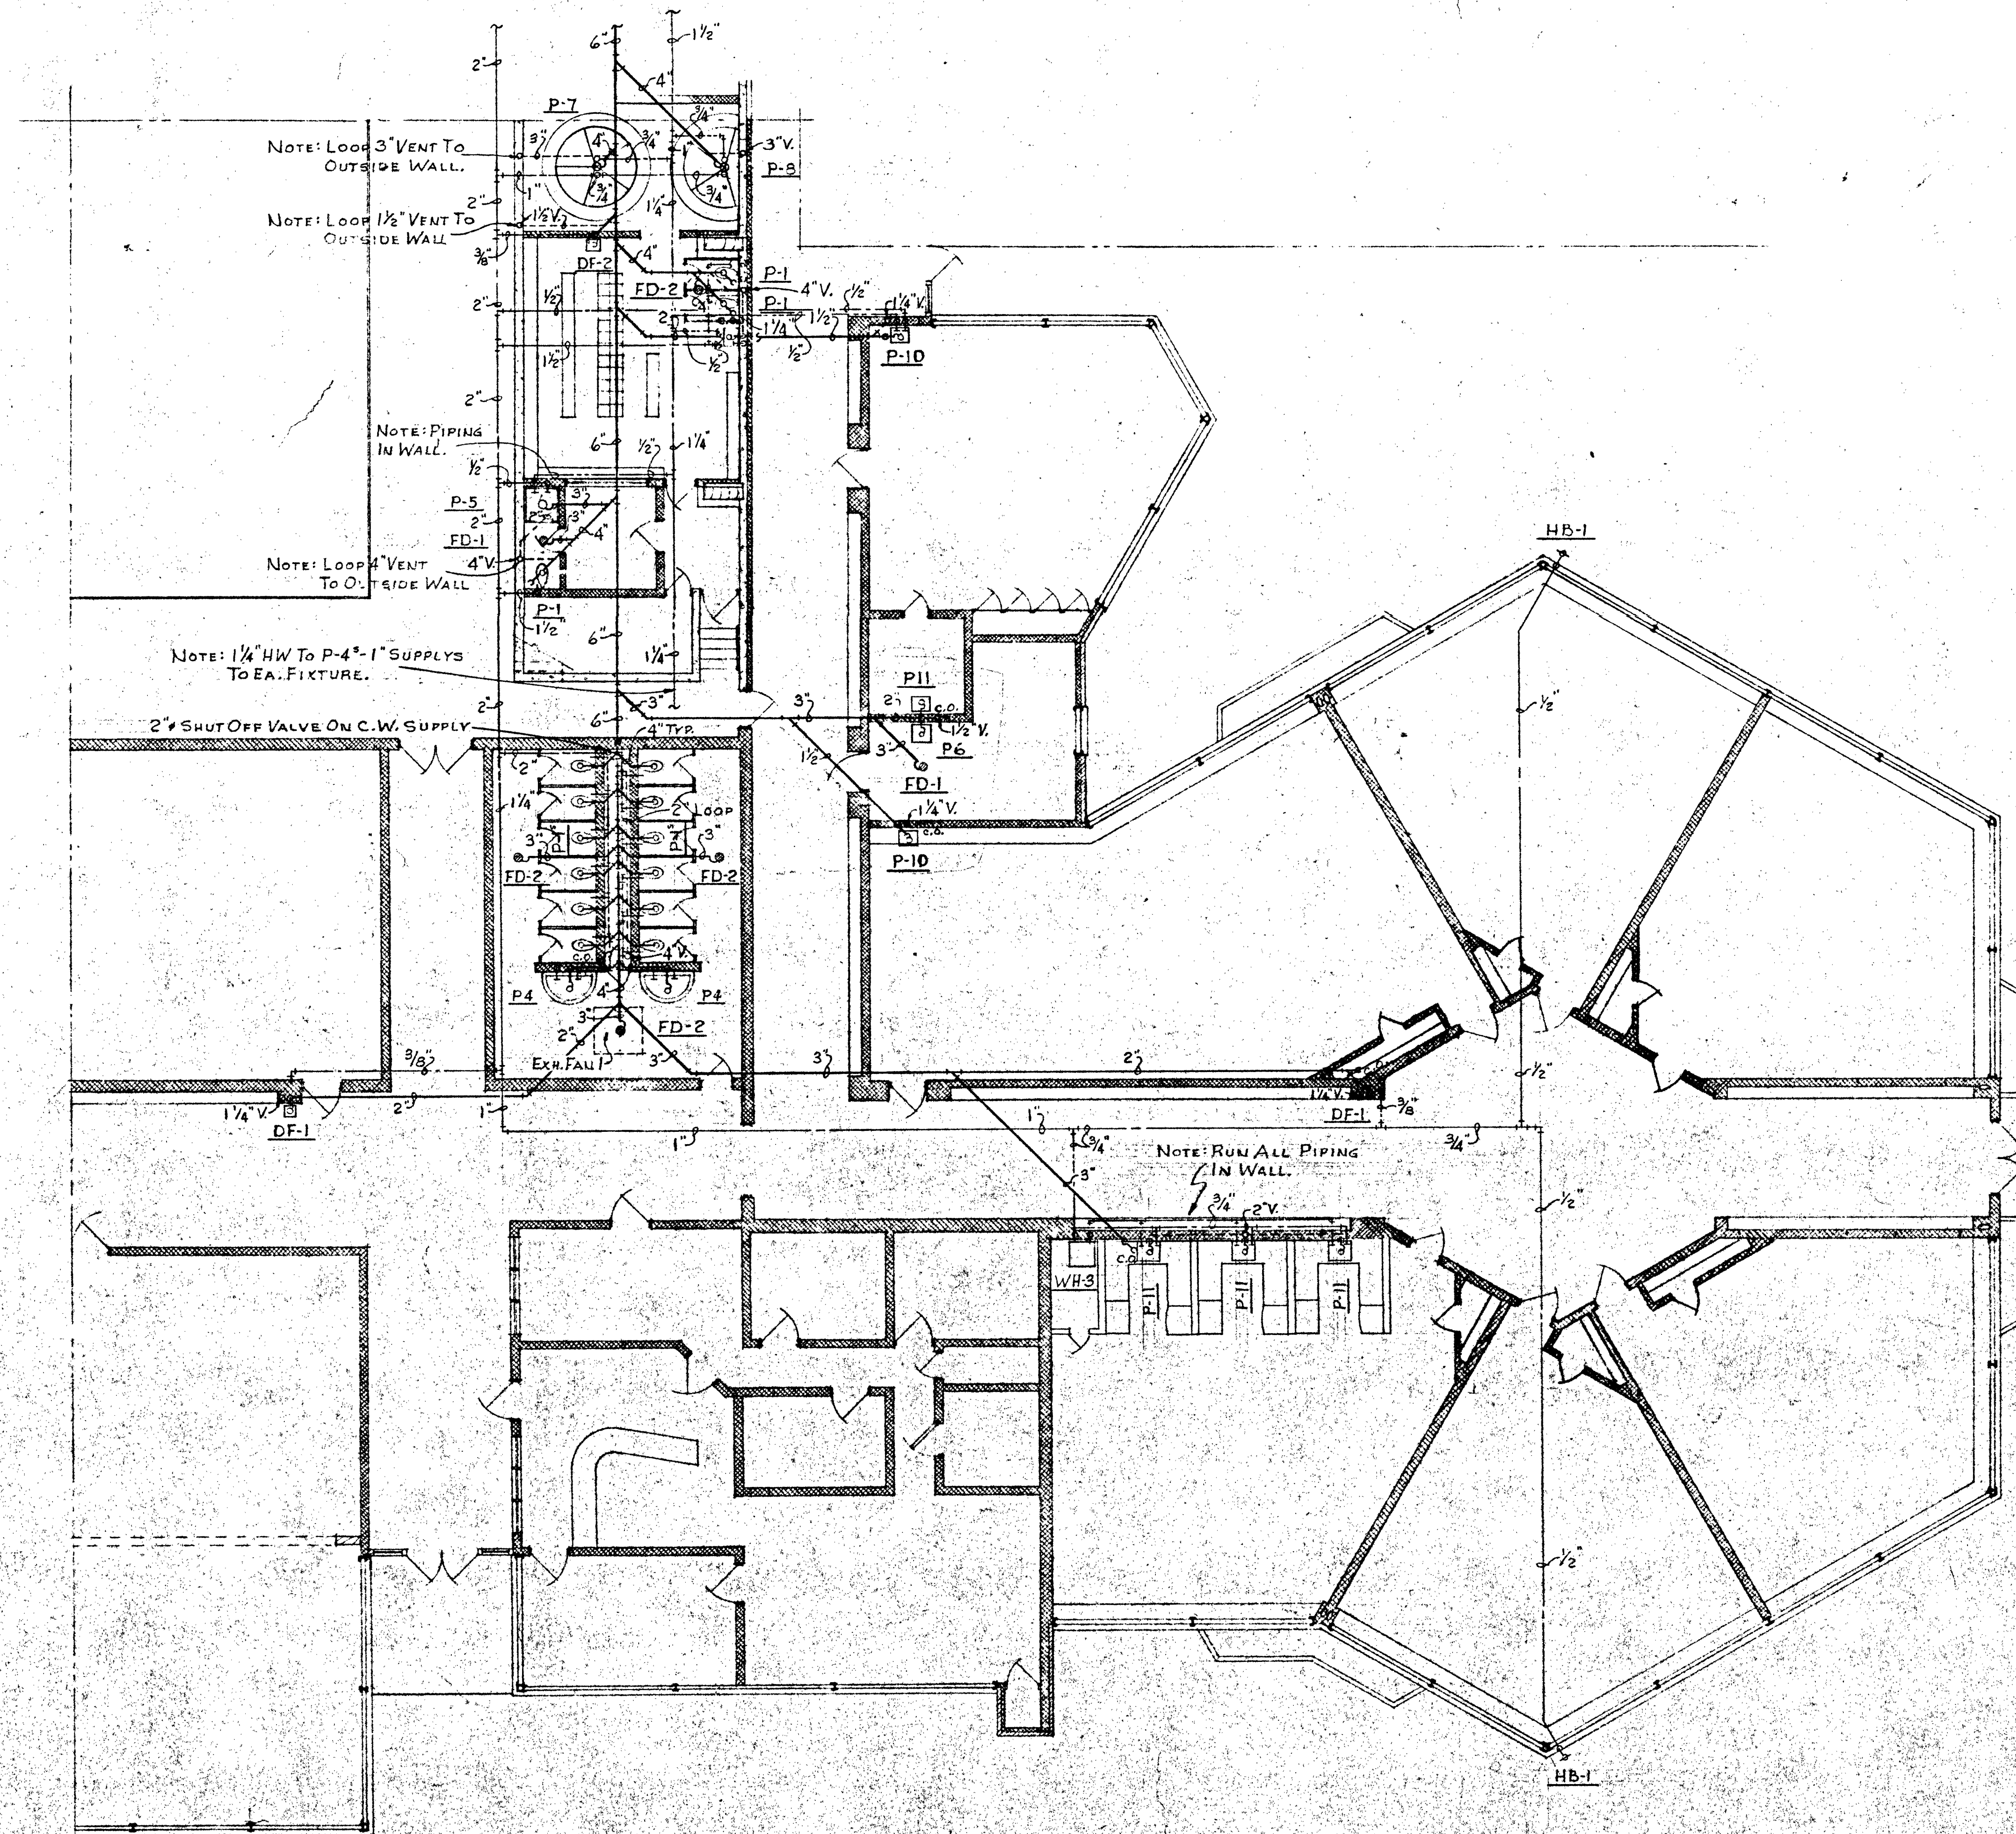 6"
1½"
2"
4"
P-7
¾"
NOTE: LOOP 3" VENT TO
OUTSIDE WALL.
3"
4"
¾"
1"
3"V.
P-8
1"
¾"
¾"
2"
1¼"
NOTE: LOOP 1½" VENT TO
OUTSIDE WALL
1½"V.
⅜"
DF-2
4"
FD-2
P-1
4"V.
P-1
2"
½"
4"
½"
1¼"V.
2
1¼"
1½"
1½"
½"
½"
P-10
2"
NOTE: PIPING
IN WALL.
6"
½"
1¼"
½"
P-5
3"
2"
2"
3"
FD-1
4"
NOTE: LOOP 4" VENT
TO OUTSIDE WALL
4"V.
P-1
1½"
HB-1
6"
1¼"
NOTE: 1¼" HW TO P-4ˢ-1" SUPPLYS
TO EA. FIXTURE.
P11
2"
3"
6"
3"
2"
C.O.
1½"V.
½"
2"ø SHUT OFF VALVE ON C.W. SUPPLY
4" TYP.
2"
1½
3"
P6
FD-1
1¼"
2" LOOP
1¼"V.
C.O.
3"
3"
P-10
FD-2
FD-2
C.O.
4"V.
P4
4"
P4
3"
2"
FD-2
3"
EXH. FAN 1
⅜"
3"
2"
½"
1¼"V.
2"
1"
DF-1
1¼"V.
DF-1
⅜"
1"
1"
¾"
¾"
NOTE: RUN ALL PIPING
IN WALL.
3"
¾"
2"V.
½"
C.O.
WH-3
P-11
P-11
P-11
½"
HB-1